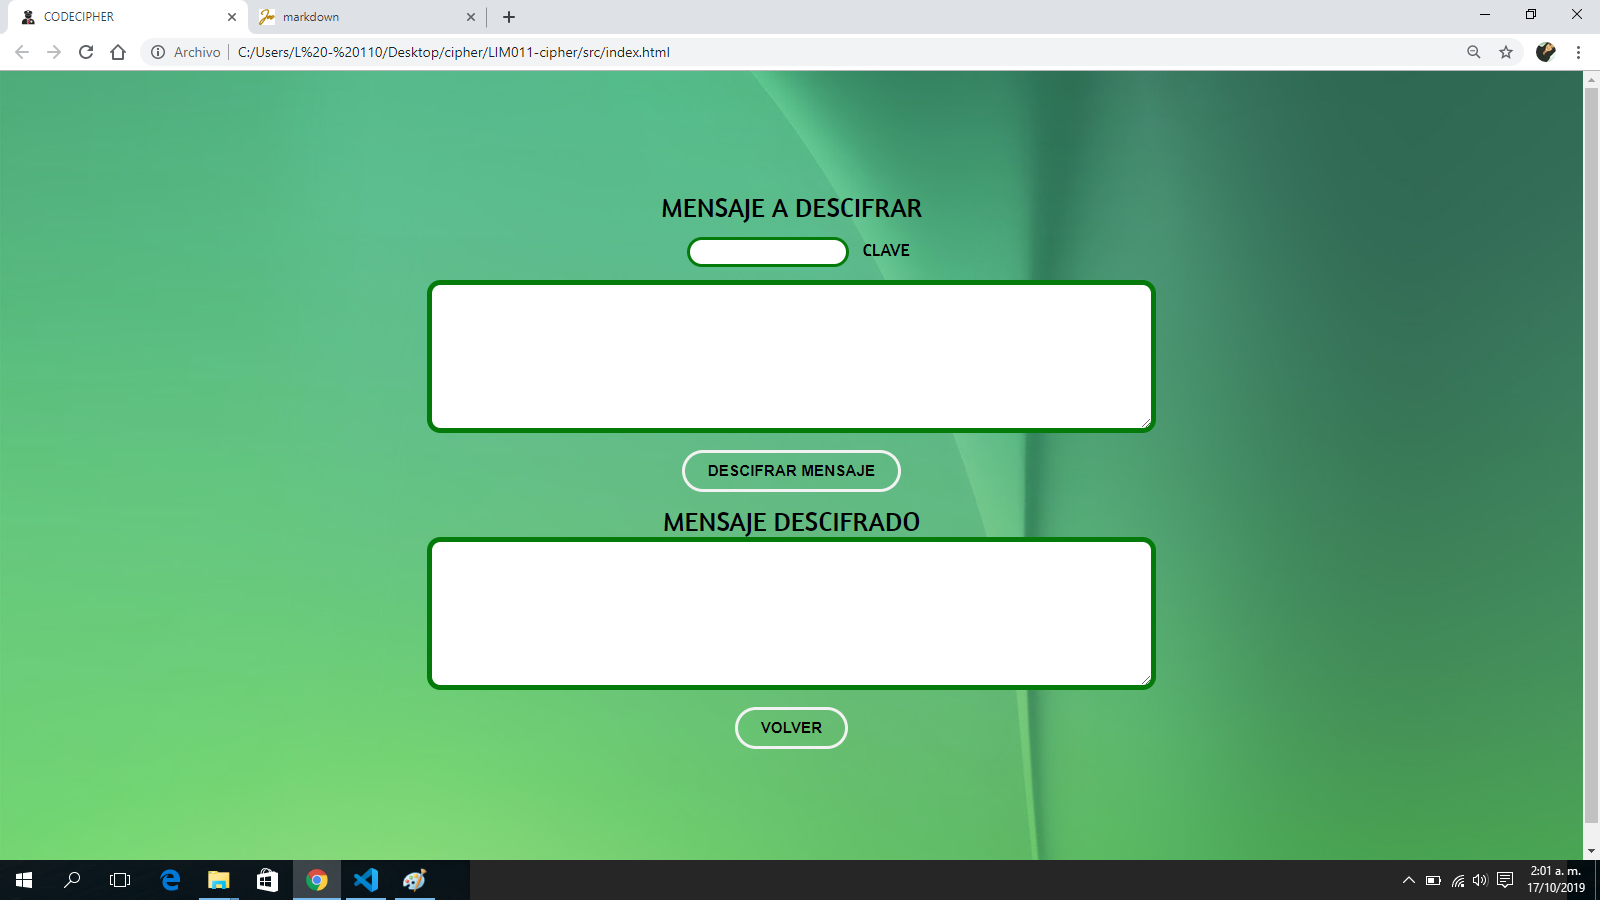 CODECIPHER
markdown
Archivo
C:/Users/L%20-%20110/Desktop/cipher/LIM011-cipher/src/index.html
MENSAJE A DESCIFRAR
CLAVE
DESCIFRAR MENSAJE
MENSAJE DESCIFRADO
VOLVER
2:01 a. m.
17/10/2019